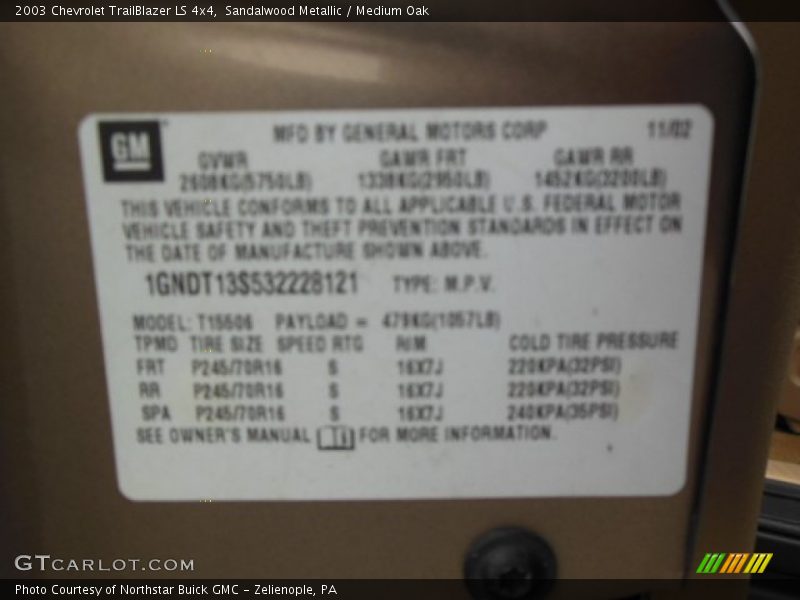 2003 Chevrolet TrailBlazer LS 4x4,  Sandalwood Metallic / Medium Oak
GM
MFD BY GENERAL MOTORS CORP 11/02
GVWR GAWR FRT GAWR RR
2608KG(5750LB) 1338KG(2950LB) 1452KG(3200LB)
THIS VEHICLE CONFORMS TO ALL APPLICABLE U.S. FEDERAL MOTOR
VEHICLE SAFETY AND THEFT PREVENTION STANDARDS IN EFFECT ON
THE DATE OF MANUFACTURE SHOWN ABOVE.
1GNDT13S532228121 TYPE: M.P.V.
MODEL: T15506 PAYLOAD = 479KG(1057LB)
TPMD TIRE SIZE SPEED RTG RIM COLD TIRE PRESSURE
FRT P245/70R16 S 16X7J 220KPA(32PSI)
RR P245/70R16 S 16X7J 220KPA(32PSI)
SPA P245/70R16 S 16X7J 240KPA(35PSI)
SEE OWNER'S MANUAL FOR MORE INFORMATION.
GTCARLOT.COM
Photo Courtesy of Northstar Buick GMC - Zelienople, PA